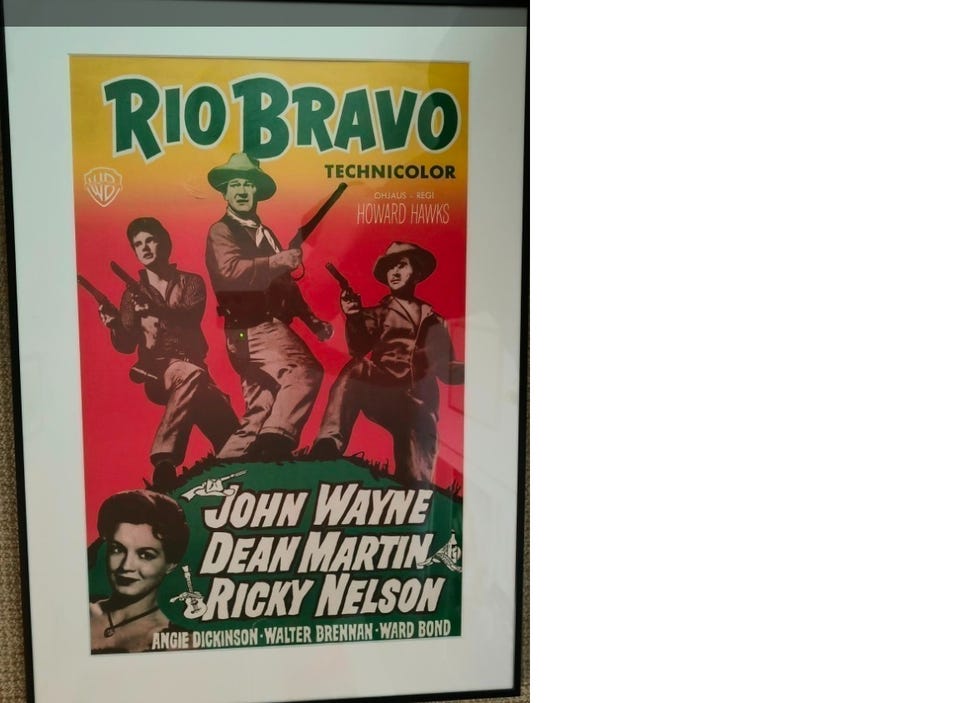 RIO BRAVO
TECHNICOLOR
WB
OHJAUS - REGI
HOWARD HAWKS
JOHN WAYNE
DEAN MARTIN
RICKY NELSON
ANGIE DICKINSON · WALTER BRENNAN · WARD BOND